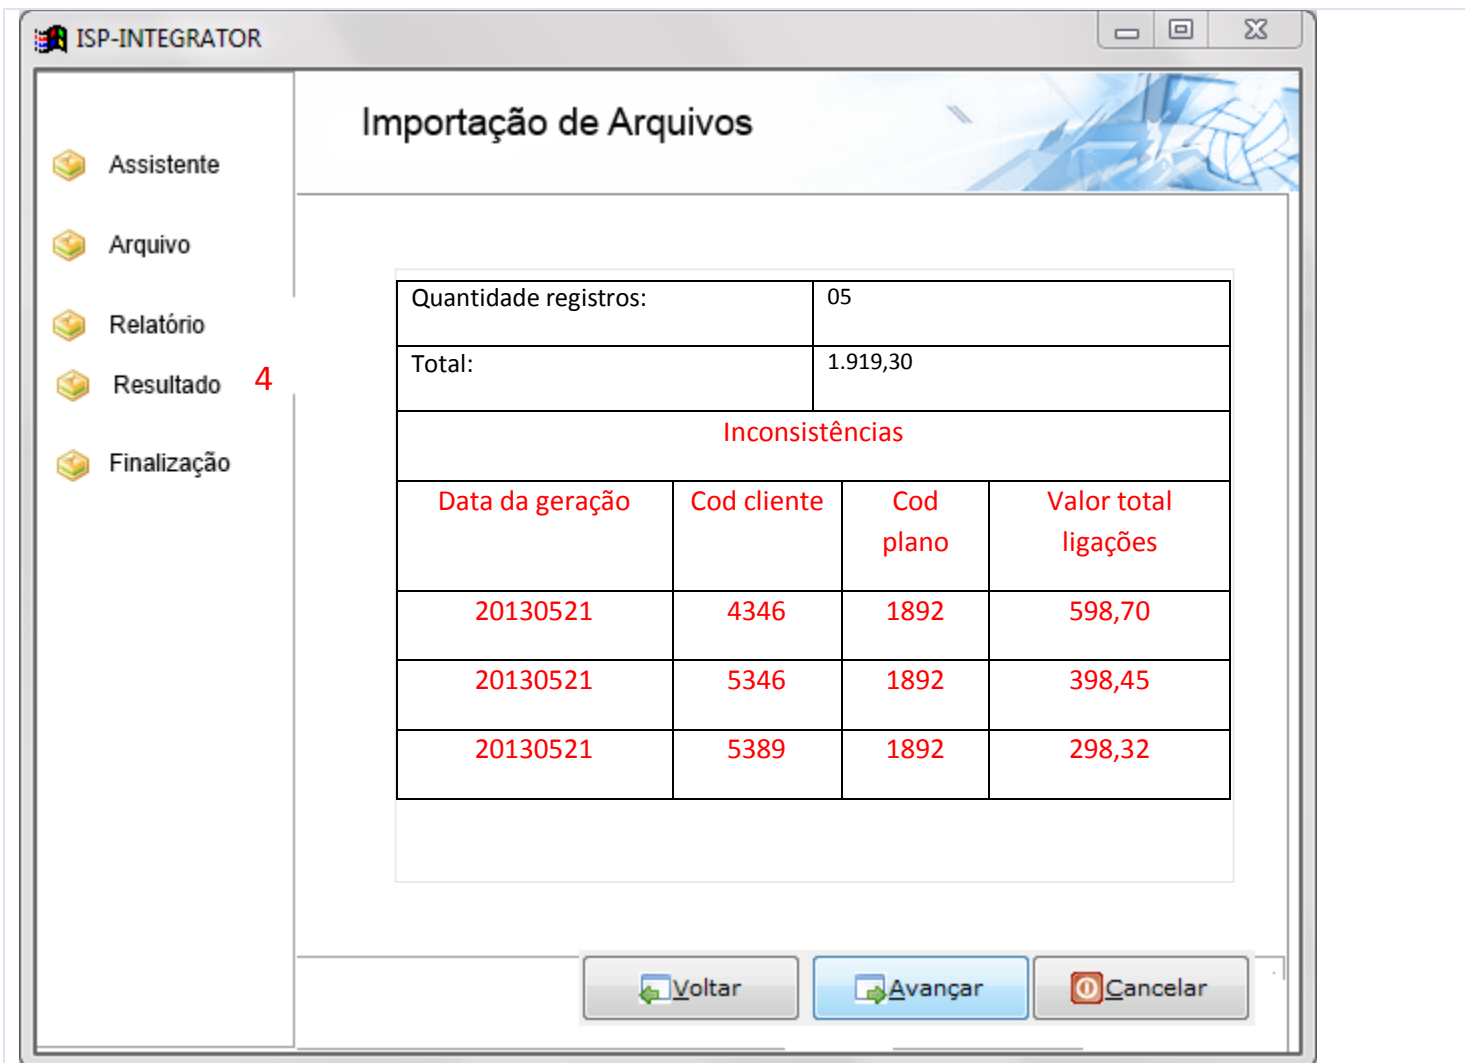 ISP-INTEGRATOR
Importação de Arquivos
Assistente
Arquivo
Relatório
Resultado 4
Finalização
Quantidade registros: 05
Total: 1.919,30
Inconsistências
Data da geração Cod cliente Cod plano Valor total ligações
20130521 4346 1892 598,70
20130521 5346 1892 398,45
20130521 5389 1892 298,32
Voltar Avançar Cancelar